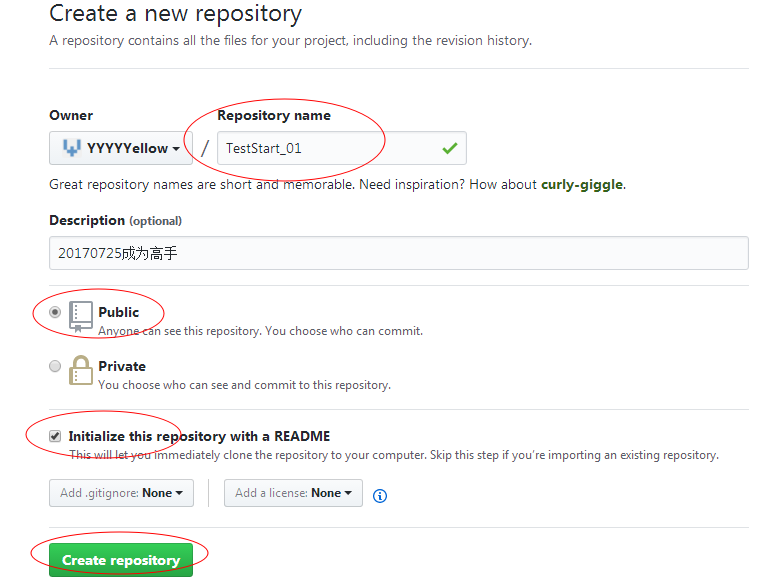 Create a new repository
A repository contains all the files for your project, including the revision history.
Owner
Repository name
YYYYYellow
/
TestStart_01
Great repository names are short and memorable. Need inspiration? How about curly-giggle.
Description (optional)
20170725成为高手
Public
Anyone can see this repository. You choose who can commit.
Private
You choose who can see and commit to this repository.
Initialize this repository with a README
This will let you immediately clone the repository to your computer. Skip this step if you're importing an existing repository.
Add .gitignore: None
Add a license: None
Create repository